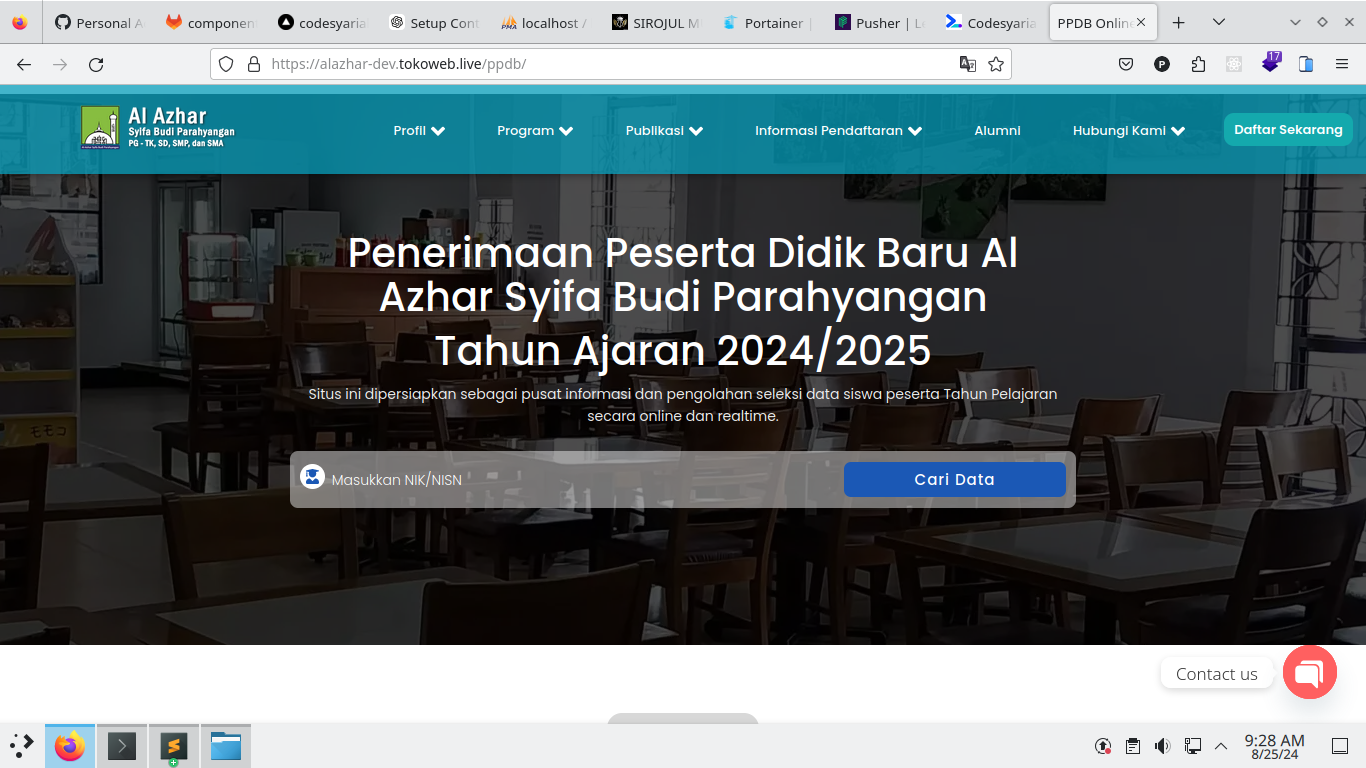 Personal A
component
codesyaria
Setup Cont
localhost /
SIROJUL M
Portainer |
Pusher | Le
Codesyaria
PPDB Online
https://alazhar-dev.tokoweb.live/ppdb/
17
Al Azhar
Syifa Budi Parahyangan
PG - TK, SD, SMP, dan SMA
Profil
Program
Publikasi
Informasi Pendaftaran
Alumni
Hubungi Kami
Daftar Sekarang
Penerimaan Peserta Didik Baru Al
Azhar Syifa Budi Parahyangan
Tahun Ajaran 2024/2025
Situs ini dipersiapkan sebagai pusat informasi dan pengolahan seleksi data siswa peserta Tahun Pelajaran
secara online dan realtime.
モモコ
Masukkan NIK/NISN
Cari Data
Contact us
9:28 AM
8/25/24